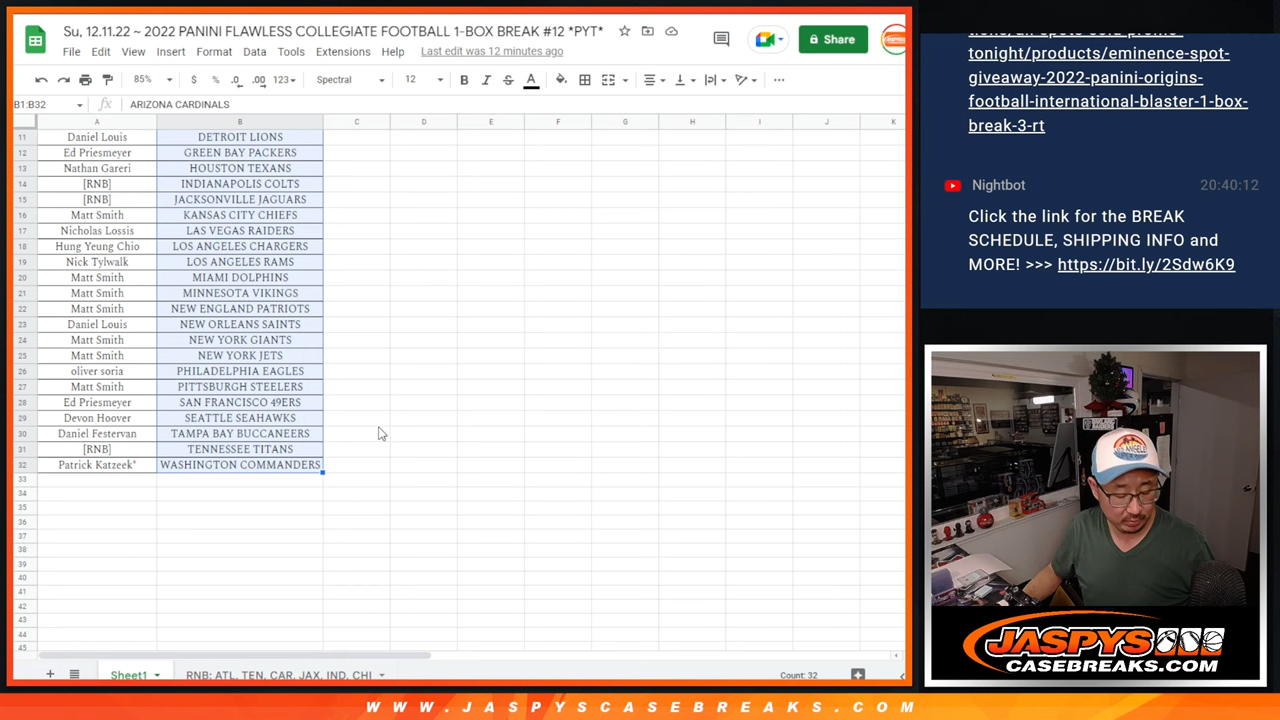 Su, 12.11.22 ~ 2022 PANINI FLAWLESS COLLEGIATE FOOTBALL 1-BOX BREAK #12 *PYT*
File Edit View Insert Format Data Tools Extensions Help Last edit was 12 minutes ago
Share
85% $ % .0 .00 123 Spectral 12 B I S A
B1:B32 fx ARIZONA CARDINALS
A B C D E F G H I J K
11 Daniel Louis DETROIT LIONS
12 Ed Priesmeyer GREEN BAY PACKERS
13 Nathan Gareri HOUSTON TEXANS
14 [RNB] INDIANAPOLIS COLTS
15 [RNB] JACKSONVILLE JAGUARS
16 Matt Smith KANSAS CITY CHIEFS
17 Nicholas Lossis LAS VEGAS RAIDERS
18 Hung Yeung Chio LOS ANGELES CHARGERS
19 Nick Tylwalk LOS ANGELES RAMS
20 Matt Smith MIAMI DOLPHINS
21 Matt Smith MINNESOTA VIKINGS
22 Matt Smith NEW ENGLAND PATRIOTS
23 Daniel Louis NEW ORLEANS SAINTS
24 Matt Smith NEW YORK GIANTS
25 Matt Smith NEW YORK JETS
26 oliver soria PHILADELPHIA EAGLES
27 Matt Smith PITTSBURGH STEELERS
28 Ed Priesmeyer SAN FRANCISCO 49ERS
29 Devon Hoover SEATTLE SEAHAWKS
30 Daniel Festervan TAMPA BAY BUCCANEERS
31 [RNB] TENNESSEE TITANS
32 Patrick Katzeek* WASHINGTON COMMANDERS
33
34
35
36
37
38
39
40
41
42
43
44
45
Sheet1 RNB: ATL, TEN, CAR, JAX, IND, CHI Count: 32
tonight/products/eminence-spot-
giveaway-2022-panini-origins-
football-international-blaster-1-box-
break-3-rt
Nightbot 20:40:12
Click the link for the BREAK
SCHEDULE, SHIPPING INFO and
MORE! >>> https://bit.ly/2Sdw6K9
JASPYS
CASEBREAKS.COM
WWW.JASPYSCASEBREAKS.COM